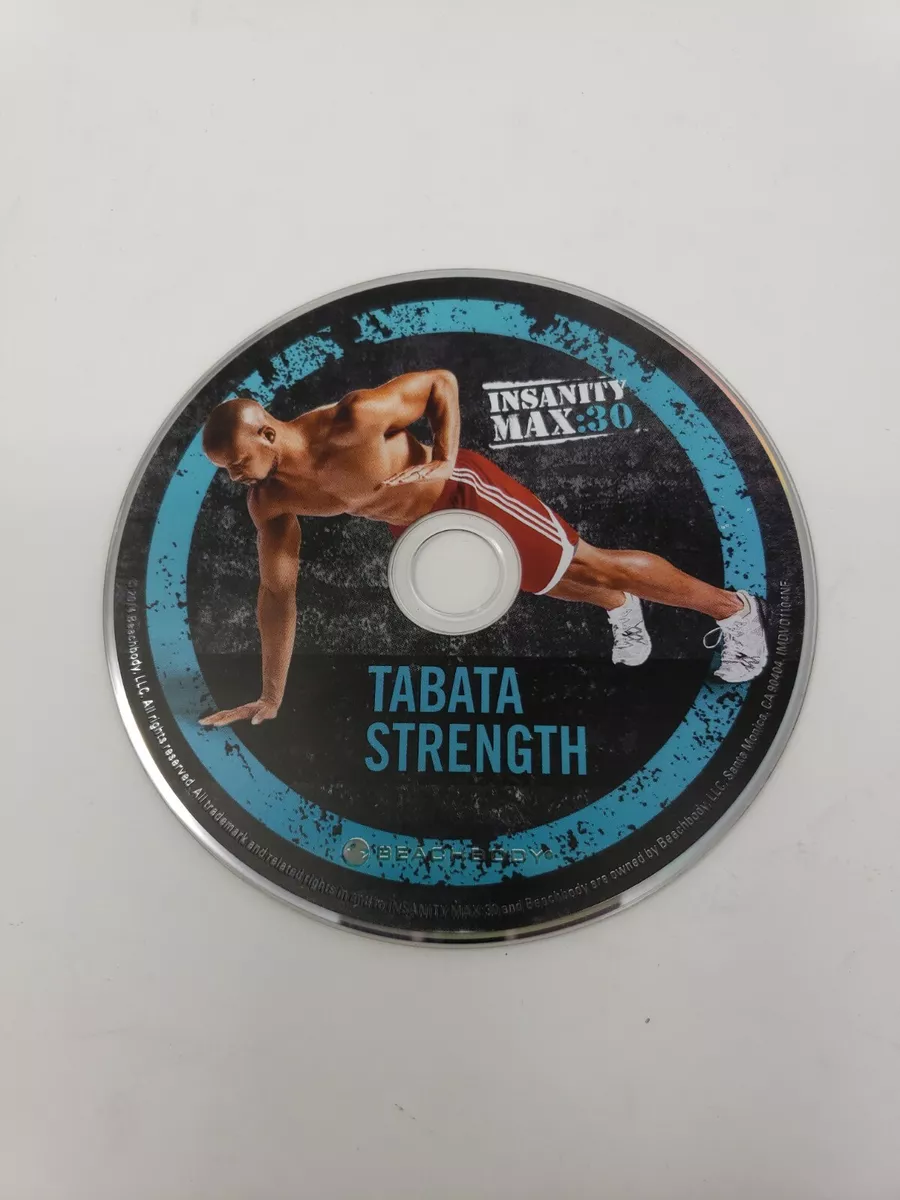 INSANITY
MAX:30
TABATA
STRENGTH
BEACHBODY
© 2014 Beachbody, LLC. All rights reserved. All trademark and related rights in and to INSANITY MAX:30 and Beachbody are owned by Beachbody, LLC, Santa Monica, CA 90404.